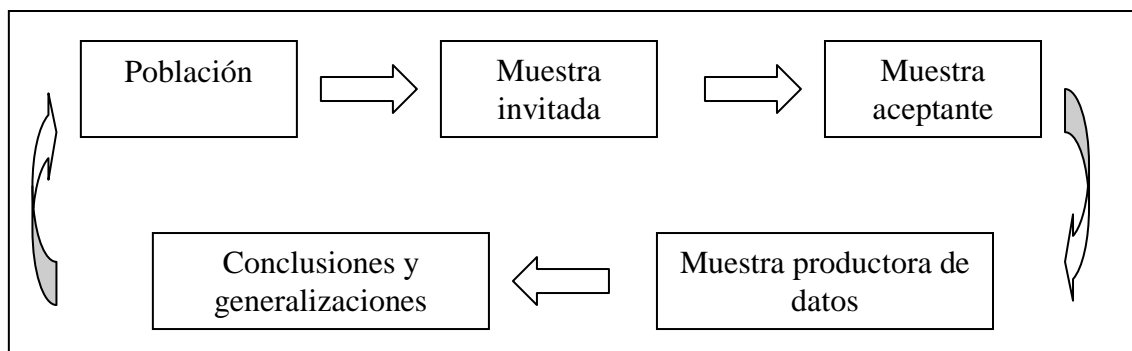 Población
Muestra
invitada
Muestra
aceptante
Conclusiones y
generalizaciones
Muestra productora de
datos